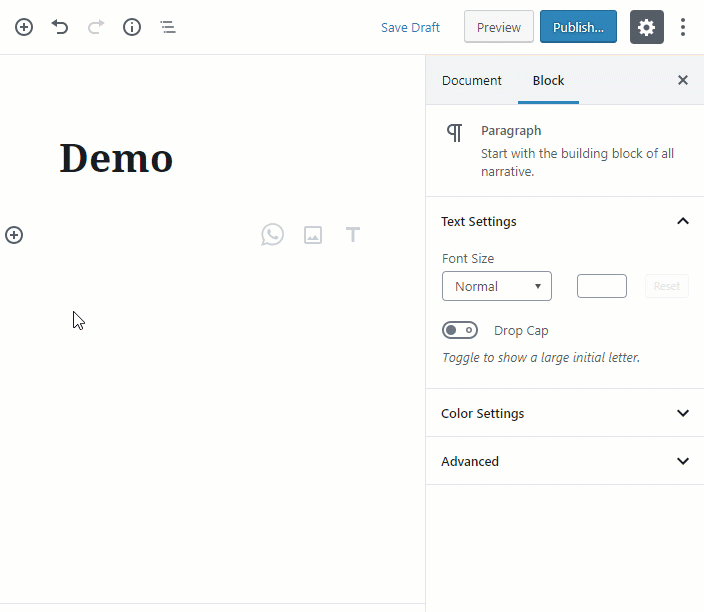 Save Draft Preview Publish...
Document Block
Demo
Paragraph
Start with the building block of all
narrative.
Text Settings
Font Size
Normal Reset
Drop Cap
Toggle to show a large initial letter.
Color Settings
Advanced